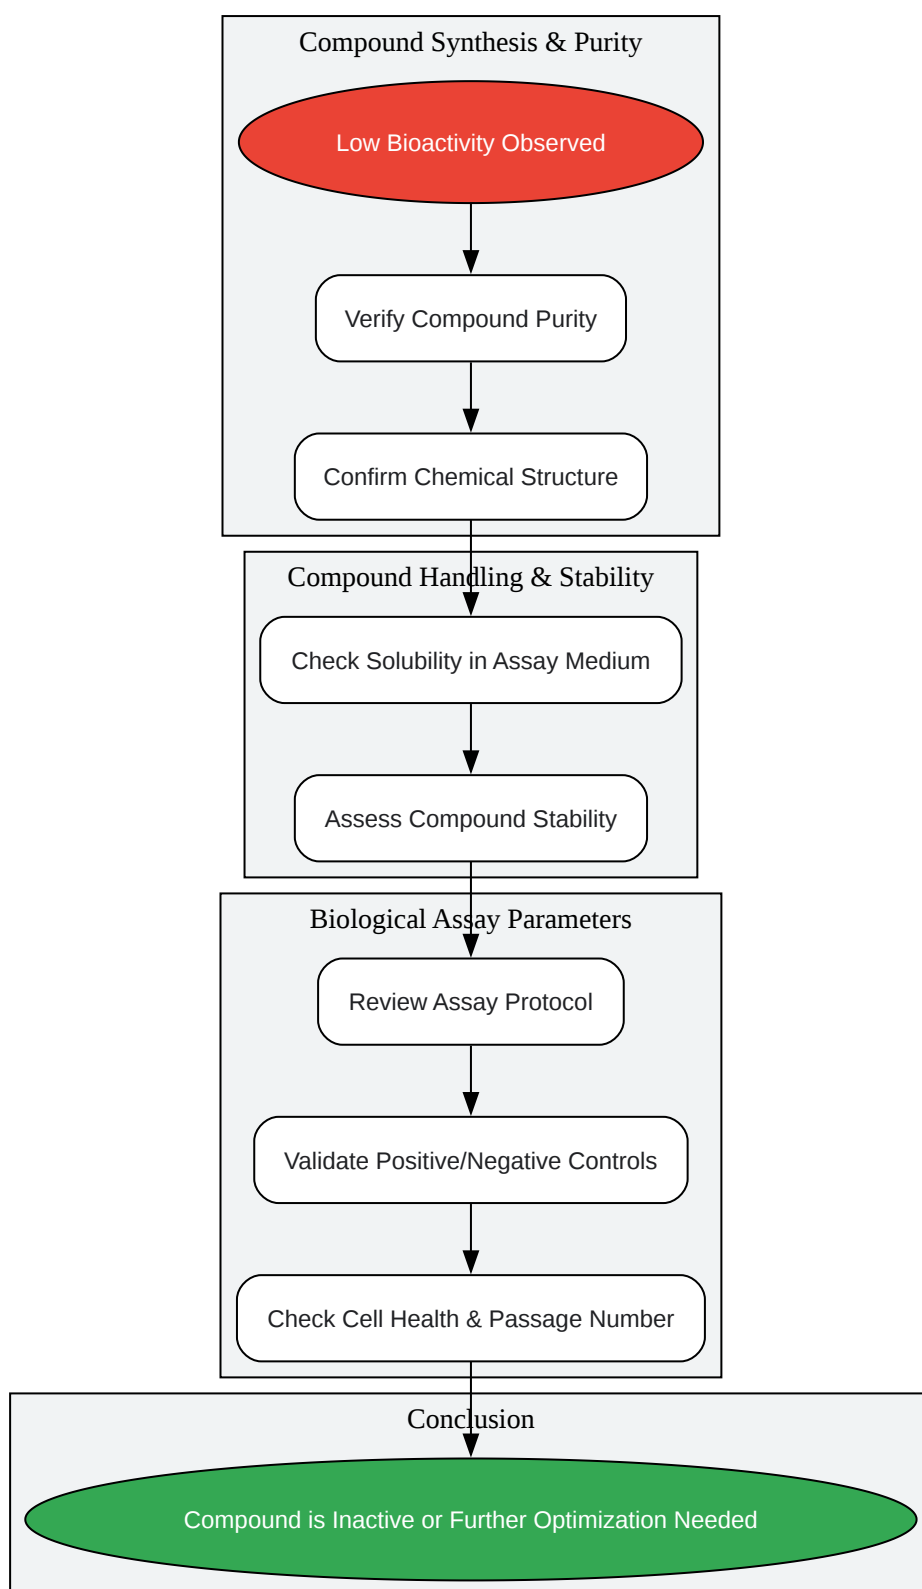 Compound Synthesis & Purity
Low Bioactivity Observed
Verify Compound Purity
Confirm Chemical Structure
Compound Handling & Stability
Check Solubility in Assay Medium
Assess Compound Stability
Biological Assay Parameters
Review Assay Protocol
Validate Positive/Negative Controls
Check Cell Health & Passage Number
Conclusion
Compound is Inactive or Further Optimization Needed